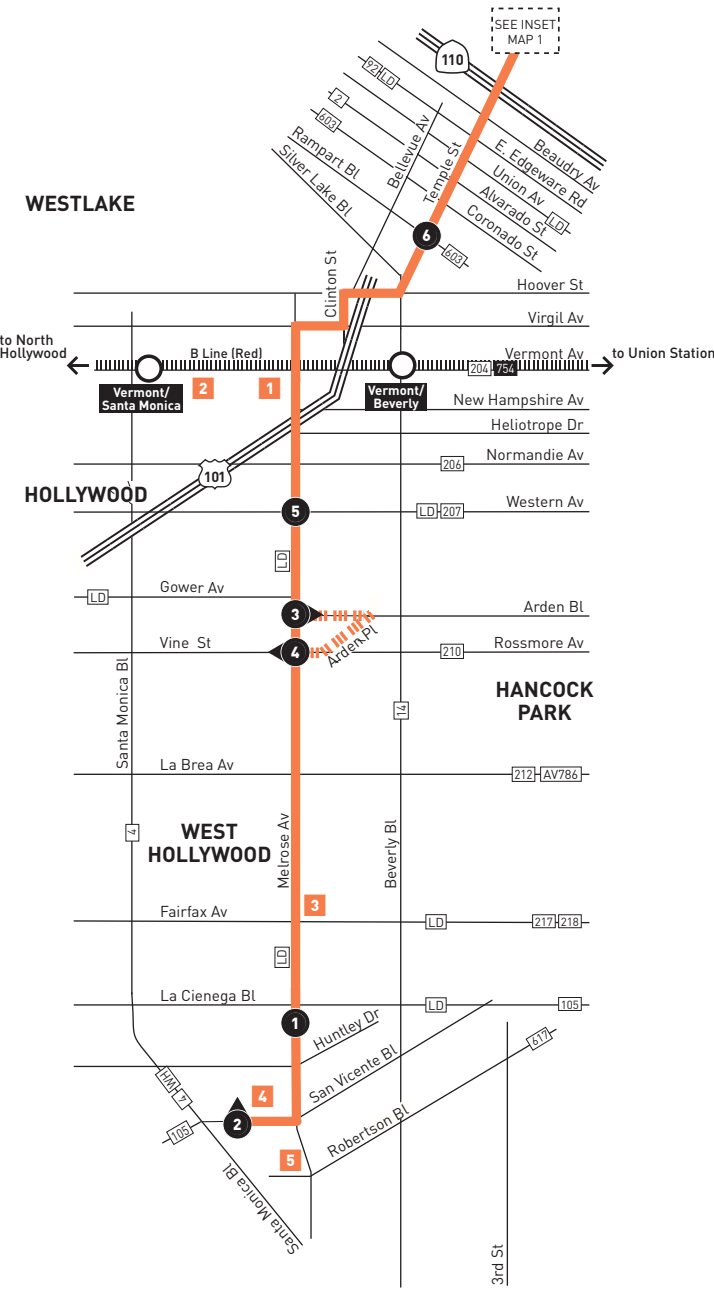 SEE INSET
MAP 1
110
92
LD
2
603
Bellevue Av
Temple St
Beaudry Av
E. Edgeware Rd
Union Av
LD
Alvarado St
Coronado St
Rampart Bl
Silver Lake Bl
WESTLAKE
6
603
Clinton St
Hoover St
Virgil Av
to North
Hollywood
B Line (Red)
Vermont Av
to Union Station
204
754
Vermont/
Santa Monica
2
1
Vermont/
Beverly
New Hampshire Av
Heliotrope Dr
Normandie Av
206
101
HOLLYWOOD
5
LD
207
Western Av
LD
Gower Av
LD
3
Arden Bl
Vine St
4
Arden Pl
210
Rossmore Av
Santa Monica Bl
HANCOCK
PARK
14
La Brea Av
212
AV786
4
WEST
HOLLYWOOD
Melrose Av
Beverly Bl
3
Fairfax Av
LD
217
218
LD
La Cienega Bl
LD
105
1
Huntley Dr
617
San Vicente Bl
WH
4
4
2
105
Robertson Bl
5
Santa Monica Bl
3rd St